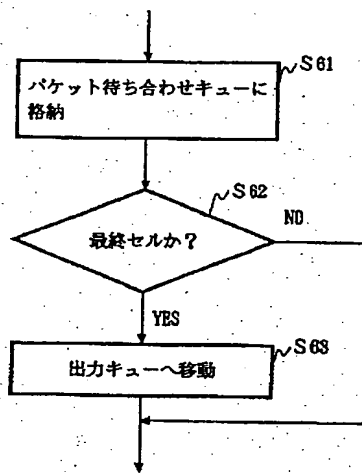 S61
パケット待ち合わせキューに
格納
S62
最終セルか？
NO
YES
S63
出力キューへ移動